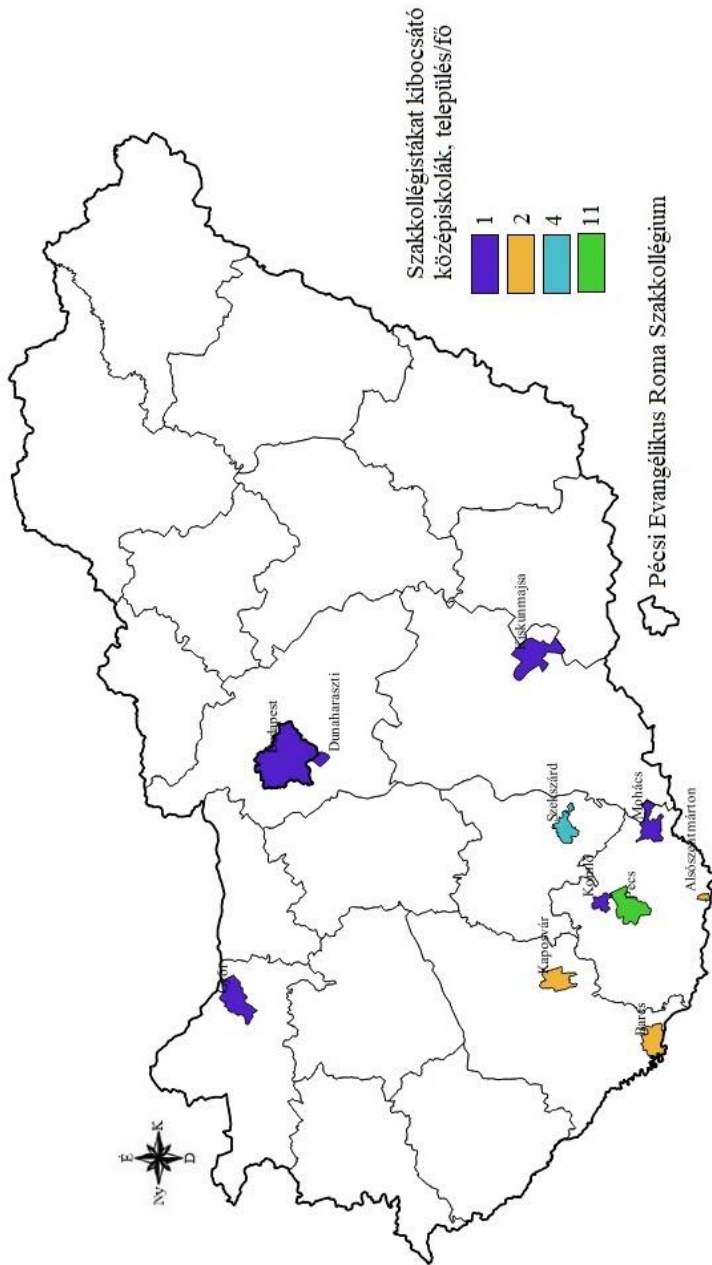 É
Ny
K
D
Dunaharaszti
Szekszárd
Kaposvár
Mohács
Pécs
Barcs
Alsószentmárton
Szakkollégistákat kibocsátó
középiskolák, település/fő
1
2
4
11
Pécsi Evangélikus Roma Szakkollégium